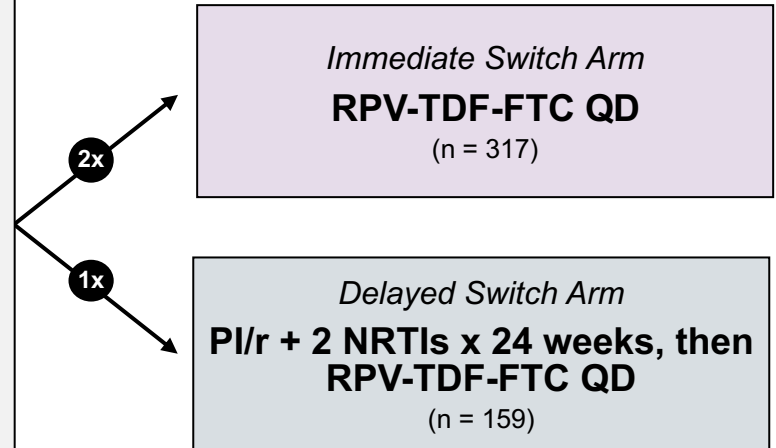 Immediate Switch Arm
RPV-TDF-FTC QD
(n = 317)
2x
1x
Delayed Switch Arm
PI/r + 2 NRTIs x 24 weeks, then
RPV-TDF-FTC QD
(n = 159)